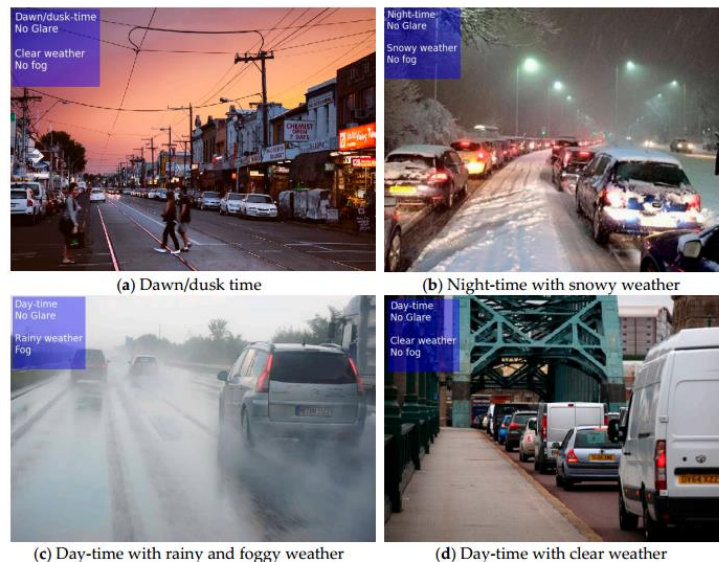 Dawn/dusk-time
No Glare
Clear weather
No fog
CHEMIST
(a) Dawn/dusk time
Night-time
No Glare
Snowy weather
No fog
(b) Night-time with snowy weather
Day-time
No Glare
Rainy weather
Fog
(c) Day-time with rainy and foggy weather
Day-time
No Glare
Clear weather
No fog
(d) Day-time with clear weather